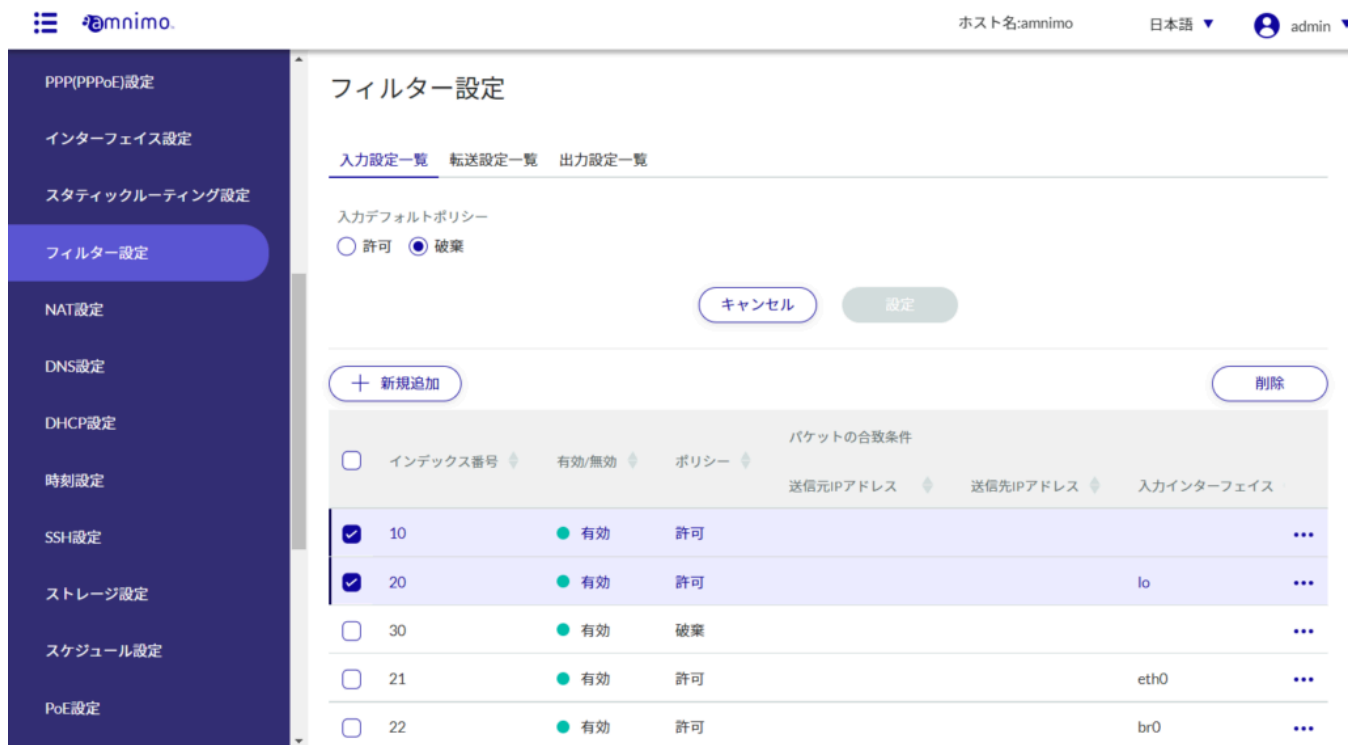 amnimo.
ホスト名:amnimo
日本語 ▼
admin ▼
PPP(PPPoE)設定
インターフェイス設定
スタティックルーティング設定
フィルター設定
NAT設定
DNS設定
DHCP設定
時刻設定
SSH設定
ストレージ設定
スケジュール設定
PoE設定
フィルター設定
入力設定一覧 転送設定一覧 出力設定一覧
入力デフォルトポリシー
許可 破棄
キャンセル 設定
+ 新規追加 削除
パケットの合致条件
インデックス番号 有効/無効 ポリシー
送信元IPアドレス 送信先IPアドレス 入力インターフェイス
10 有効 許可 •••
20 有効 許可 lo •••
30 有効 破棄 •••
21 有効 許可 eth0 •••
22 有効 許可 br0 •••